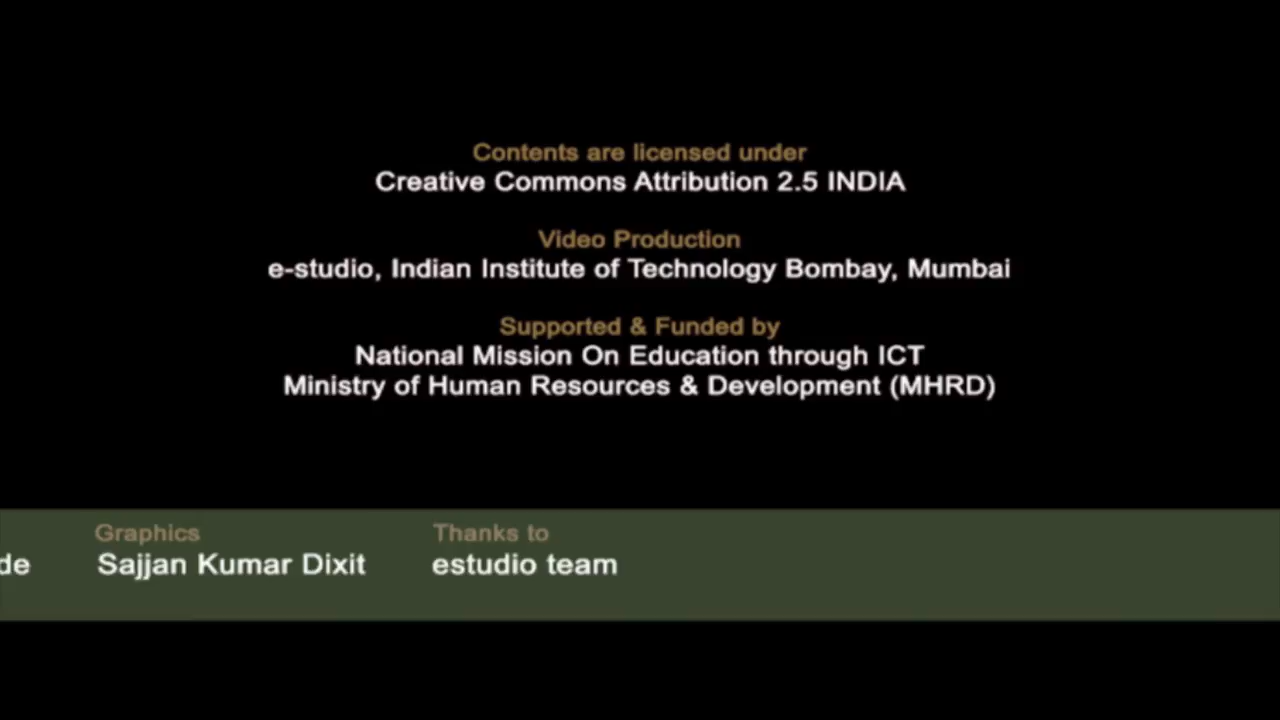 Contents are licensed under
Creative Commons Attribution 2.5 INDIA
Video Production
e-studio, Indian Institute of Technology Bombay, Mumbai
Supported & Funded by
National Mission On Education through ICT
Ministry of Human Resources & Development (MHRD)
Graphics Thanks to
de Sajjan Kumar Dixit estudio team